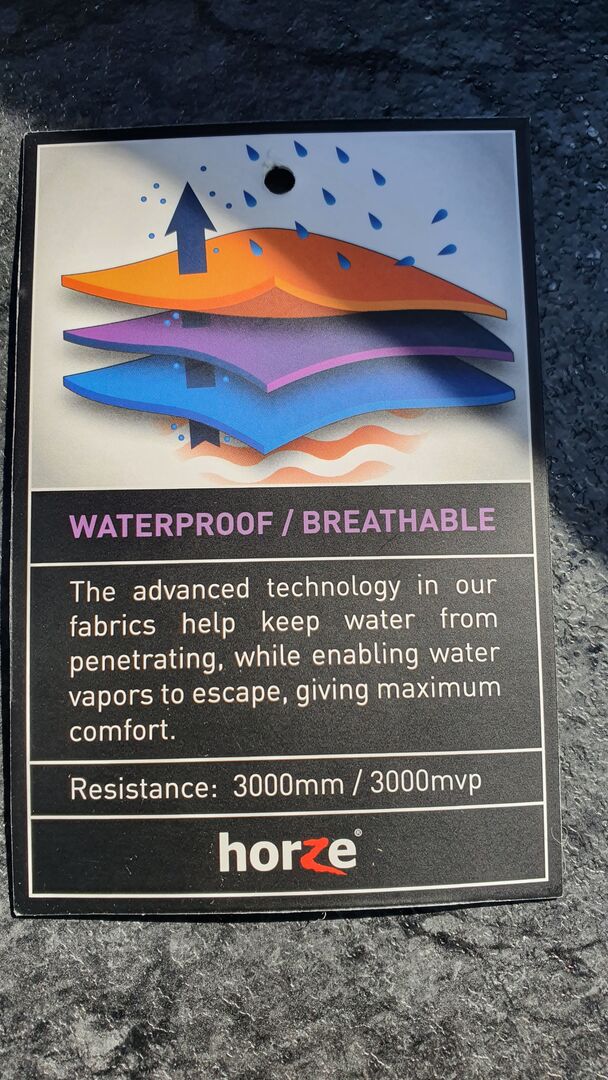 WATERPROOF / BREATHABLE
The advanced technology in our
fabrics help keep water from
penetrating, while enabling water
vapors to escape, giving maximum
comfort.
Resistance: 3000mm / 3000mvp
horze®